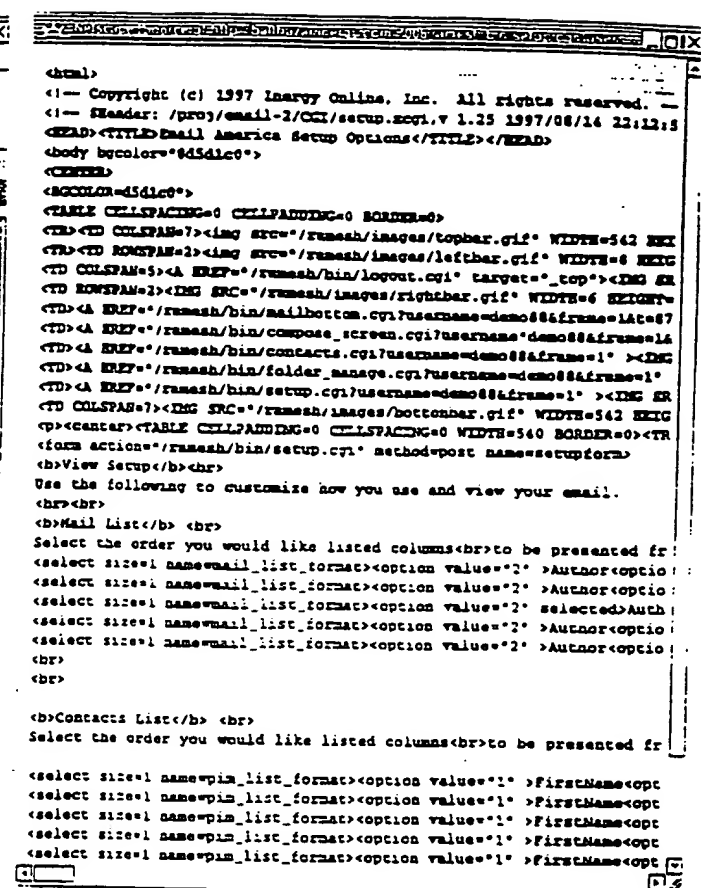 <html>
<!-- Copyright (c) 1997 Inergy Online, Inc. All rights reserved. --
<!-- $Header: /proj/email-2/CGI/setup.zcgi,v 1.25 1997/08/14 22:12:5
<HEAD><TITLE>Email America Setup Options</TITLE></HEAD>
<body bgcolor="#d5d1c0">
<CENTER>
<BGCOLOR=d5d1c0">
<TABLE CELLSPACING=0 CELLPADDING=0 BORDER=0>
<TR><TD COLSPAN=7><img src="/ramesh/images/topbar.gif" WIDTH=542 HEI
<TR><TD ROWSPAN=2><img src="/ramesh/images/leftbar.gif" WIDTH=6 HEIG
<TD COLSPAN=5><A HREF="/ramesh/bin/logout.cgi" target="_top"><IMG SR
<TD ROWSPAN=2><IMG SRC="/ramesh/images/rightbar.gif" WIDTH=6 HEIGHT=
<TD><A HREF="/ramesh/bin/mailbottom.cgi?username=demo88&frame=1&t=87
<TD><A HREF="/ramesh/bin/compose_screen.cgi?username=demo88&frame=1&
<TD><A HREF="/ramesh/bin/contacts.cgi?username=demo88&frame=1" ><IMG
<TD><A HREF="/ramesh/bin/folder_manage.cgi?username=demo88&frame=1"
<TD><A HREF="/ramesh/bin/setup.cgi?username=demo88&frame=1" ><IMG SR
<TD COLSPAN=7><IMG SRC="/ramesh/images/bottombar.gif" WIDTH=542 HEIG
<p><center><TABLE CELLPADDING=0 CELLSPACING=0 WIDTH=540 BORDER=0><TR
<form action="/ramesh/bin/setup.cgi" method=post name=setupform>
<b>View Setup</b><br>
Use the following to customize how you use and view your email.
<br><br>
<b>Mail List</b> <br>
Select the order you would like listed columns<br>to be presented fr
<select size=1 name=mail_list_format><option value="2" >Author<optio
<select size=1 name=mail_list_format><option value="2" >Author<optio
<select size=1 name=mail_list_format><option value="2" selected>Auth
<select size=1 name=mail_list_format><option value="2" >Author<optio
<select size=1 name=mail_list_format><option value="2" >Author<optio
<br>
<br>
<b>Contacts List</b> <br>
Select the order you would like listed columns<br>to be presented fr
<select size=1 name=pim_list_format><option value="1" >FirstName<opt
<select size=1 name=pim_list_format><option value="1" >FirstName<opt
<select size=1 name=pim_list_format><option value="1" >FirstName<opt
<select size=1 name=pim_list_format><option value="1" >FirstName<opt
<select size=1 name=pim_list_format><option value="1" >FirstName<opt